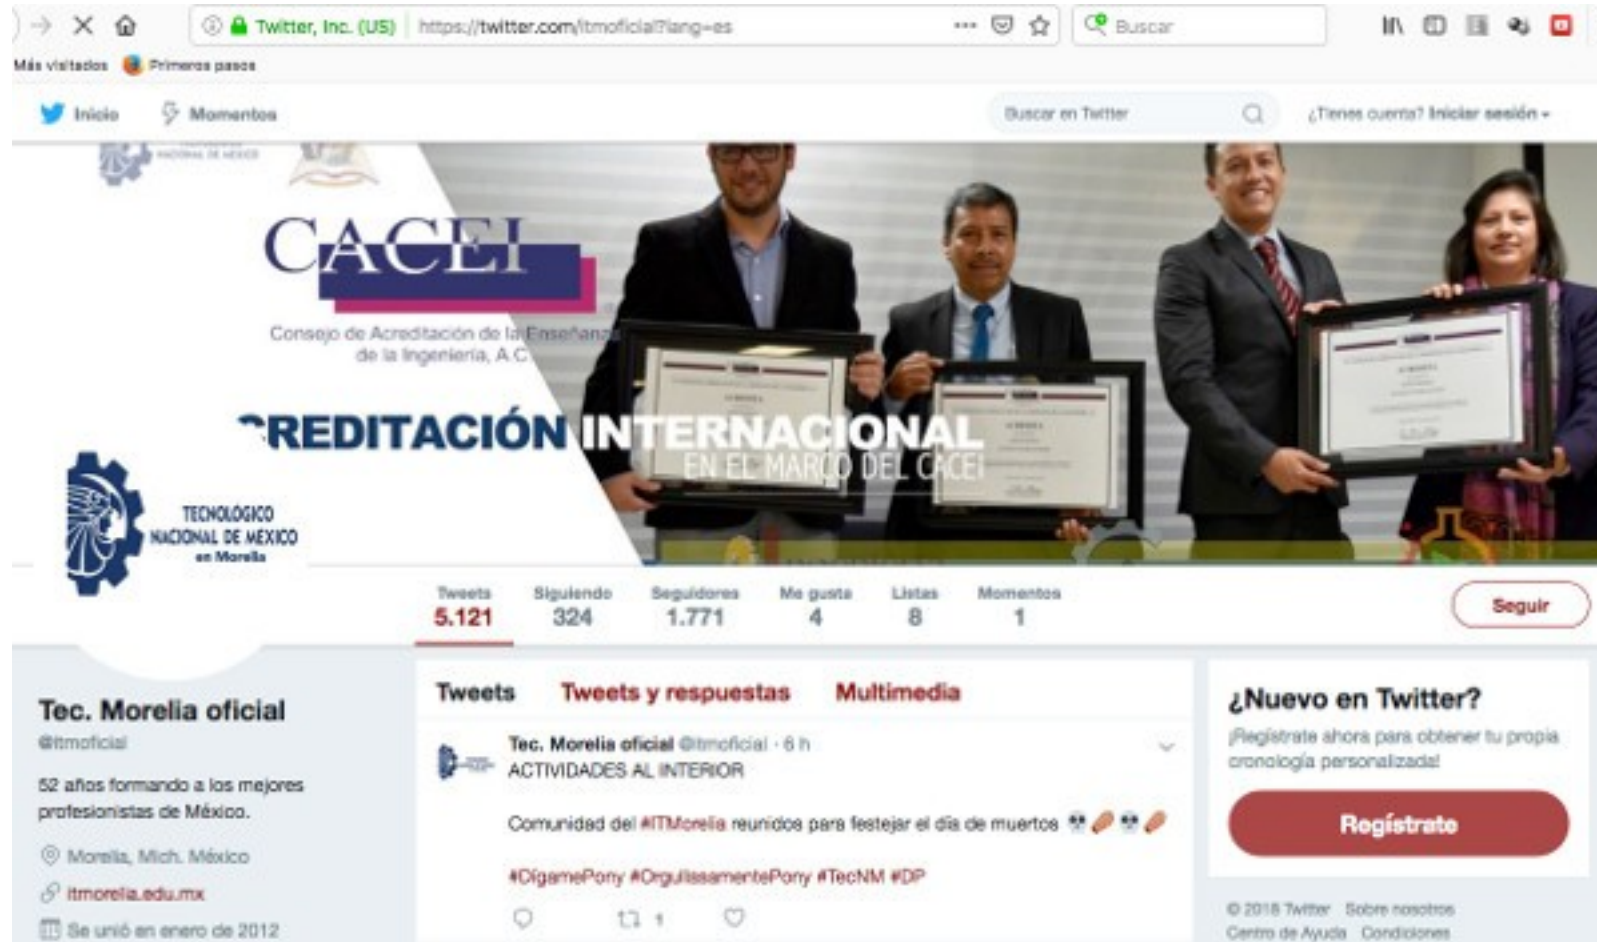 Twitter, Inc. (US)
https://twitter.com/itmoficial?lang=es
Buscar
Más visitados
Primeros pasos
Inicio
Momentos
Buscar en Twitter
¿Tienes cuenta? Iniciar sesión
NACIONAL DE MEXICO
CACEI
Consejo de Acreditación de la Enseñanza
de la Ingeniería, A.C
CREDITACIÓN INTERNACIONAL
EN EL MARCO DEL CACEI
TECNOLÓGICO
NACIONAL DE MÉXICO
en Morelia
Tweets
5.121
Siguiendo
324
Seguidores
1.771
Me gusta
4
Listas
8
Momentos
1
Seguir
Tec. Morelia oficial
@itmoficial
52 años formando a los mejores
profesionistas de México.
Morelia, Mich. México
itmorelia.edu.mx
Se unió en enero de 2012
Tweets
Tweets y respuestas
Multimedia
Tec. Morelia oficial @itmoficial · 6 h
ACTIVIDADES AL INTERIOR
Comunidad del #ITMorelia reunidos para festejar el día de muertos
#DígamePony #OrgullosamentePony #TecNM #DP
1
¿Nuevo en Twitter?
¡Regístrate ahora para obtener tu propia
cronología personalizada!
Regístrate
© 2018 Twitter Sobre nosotros
Centro de Ayuda Condiciones